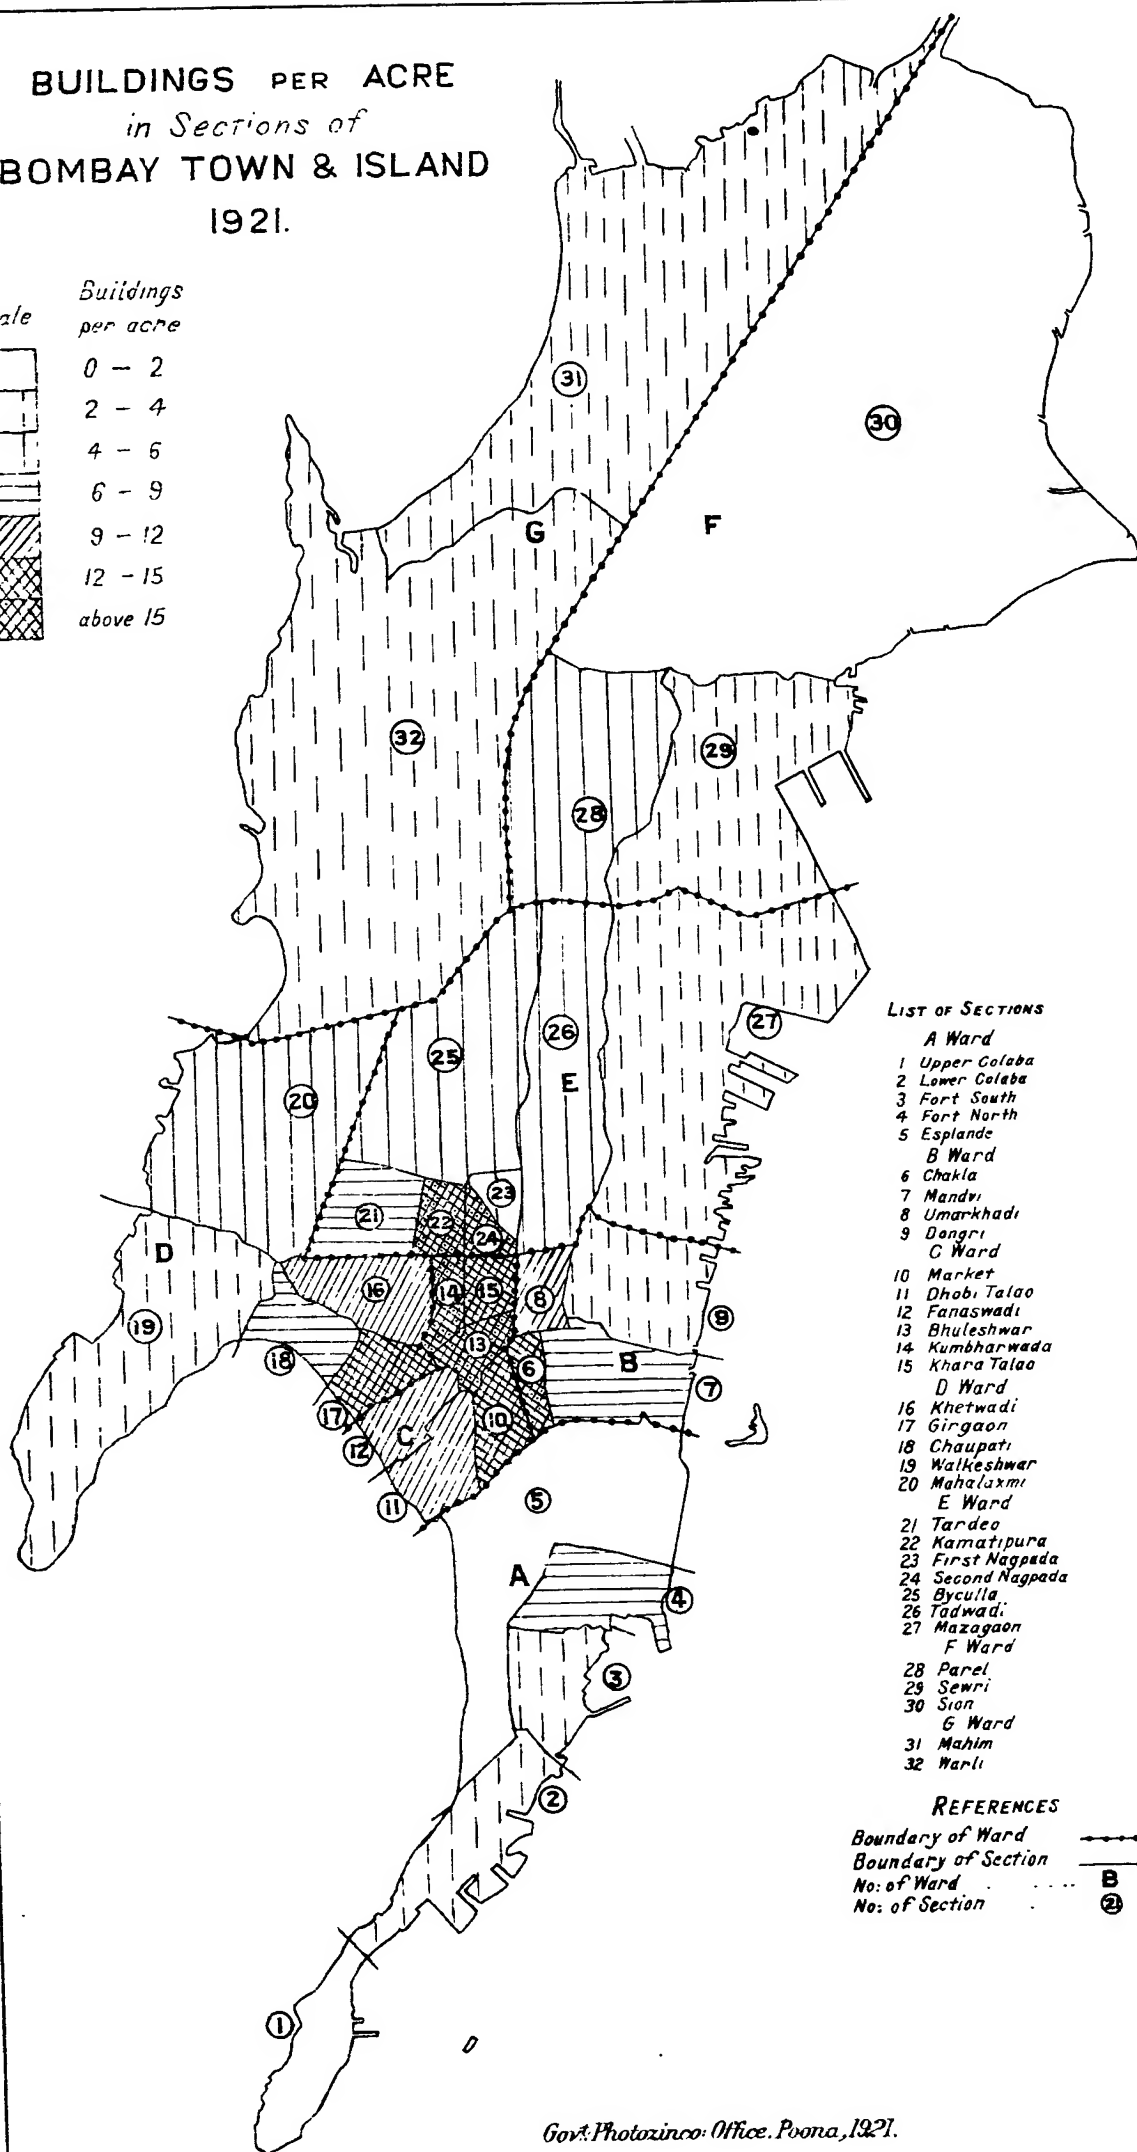 BUILDINGS PER ACRE
in Sections of
BOMBAY TOWN & ISLAND
1921.
Buildings
per acre
0 - 2
2 - 4
4 - 6
6 - 9
9 - 12
12 - 15
above 15
31
30
G
F
32
29
28
27
26
25
E
20
23
21
22
24
D
16
14
15
8
19
9
13
18
6
B
7
17
10
12
C
11
5
A
4
3
2
1
LIST OF SECTIONS
A Ward
1 Upper Colaba
2 Lower Colaba
3 Fort South
4 Fort North
5 Esplande
B Ward
6 Chakla
7 Mandvi
8 Umarkhadi
9 Dongri
C Ward
10 Market
11 Dhobi Talao
12 Fanaswadi
13 Bhuleshwar
14 Kumbharwada
15 Khara Talao
D Ward
16 Khetwadi
17 Girgaon
18 Chaupati
19 Walkeshwar
20 Mahalaxmi
E Ward
21 Tardeo
22 Kamatipura
23 First Nagpada
24 Second Nagpada
25 Byculla
26 Tadwadi
27 Mazagaon
F Ward
28 Parel
29 Sewri
30 Sion
G Ward
31 Mahim
32 Warli
REFERENCES
Boundary of Ward
Boundary of Section
No: of Ward . .... B
No: of Section . 21
Govt: Photozinco: Office. Poona, 1921.